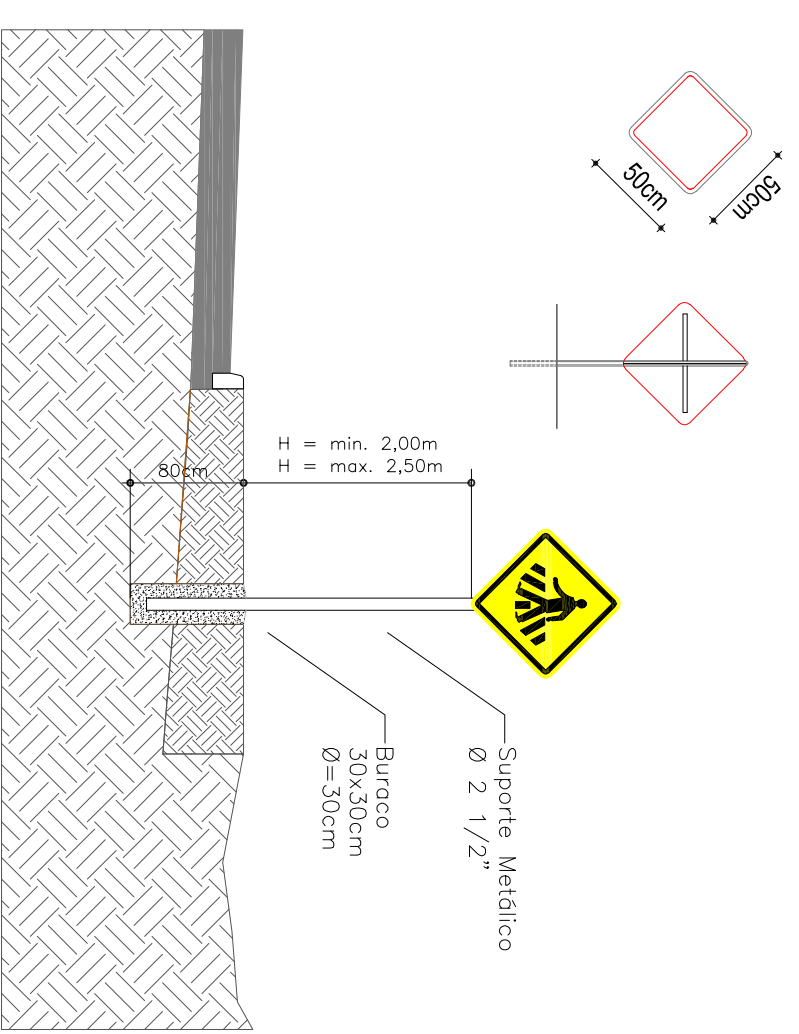 50cm
50cm
H = min. 2,00m
H = max. 2,50m
80cm
Suporte Metálico
Ø 2 1/2”
Buraco
30x30cm
Ø=30cm